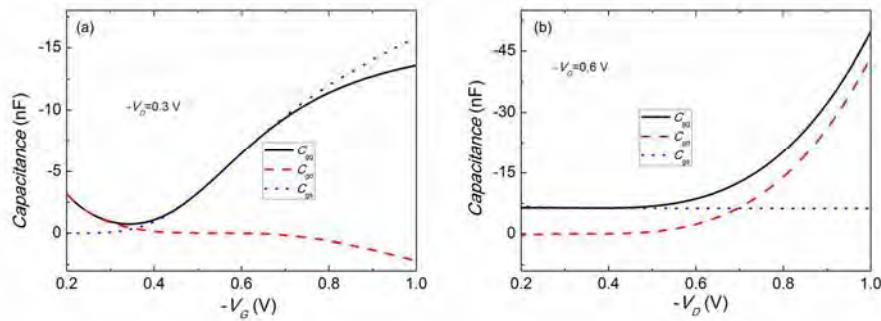 (a)
-15
-10
-5
0
Capacitance (nF)
-V_D=0.3 V
C_gg
C_gd
C_gs
0.2 0.4 0.6 0.8 1.0
-V_G (V)
(b)
-45
-30
-15
0
Capacitance (nF)
-V_G=0.6 V
C_gg
C_gd
C_gs
0.2 0.4 0.6 0.8 1.0
-V_D (V)